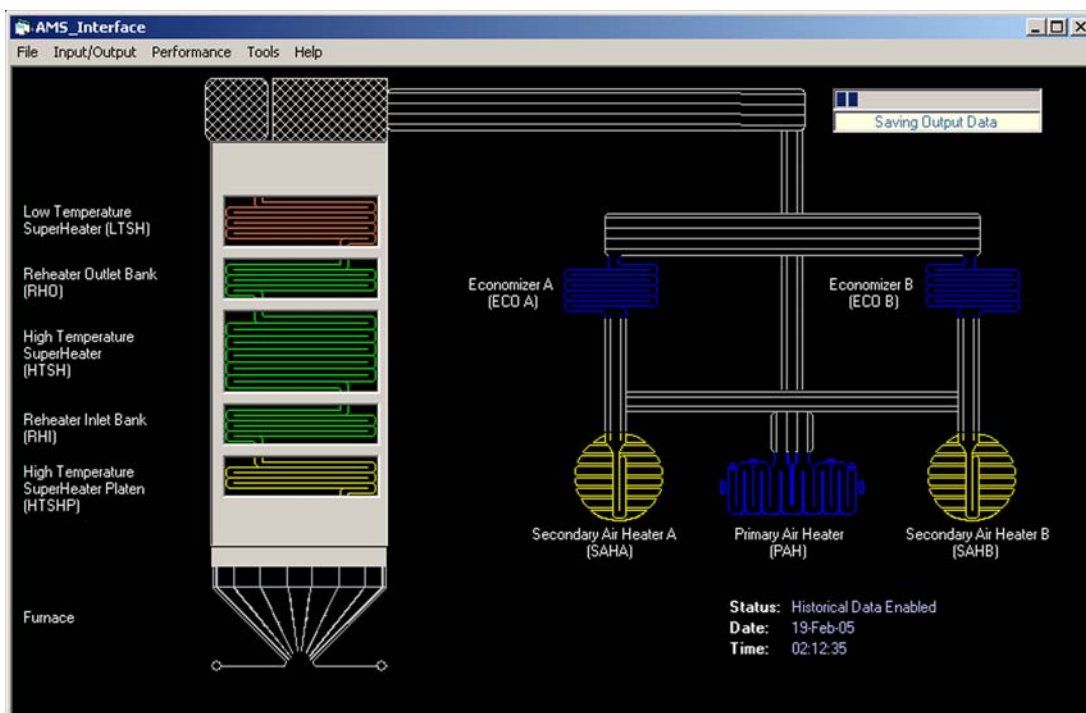 AMS_Interface
File Input/Output Performance Tools Help
Saving Output Data
Low Temperature
SuperHeater (LTSH)
Reheater Outlet Bank
(RHO)
High Temperature
SuperHeater
(HTSH)
Reheater Inlet Bank
(RHI)
High Temperature
SuperHeater Platen
(HTSHP)
Furnace
Economizer A
(ECO A)
Economizer B
(ECO B)
Secondary Air Heater A
(SAHA)
Primary Air Heater
(PAH)
Secondary Air Heater B
(SAHB)
Status: Historical Data Enabled
Date: 19-Feb-05
Time: 02:12:35